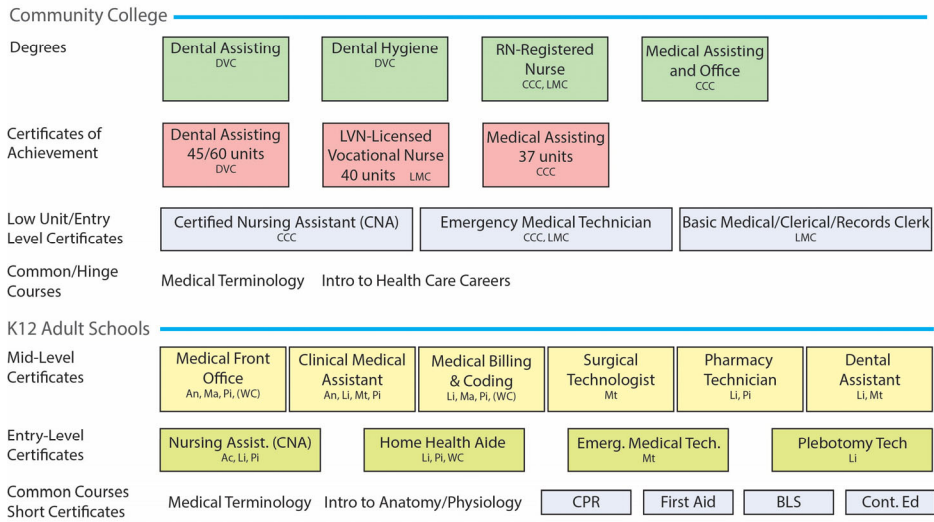 Community College
Degrees
Dental Assisting
DVC
Dental Hygiene
DVC
RN-Registered
Nurse
CCC, LMC
Medical Assisting
and Office
CCC
Certificates of
Achievement
Dental Assisting
45/60 units
DVC
LVN-Licensed
Vocational Nurse
40 units LMC
Medical Assisting
37 units
CCC
Low Unit/Entry
Level Certificates
Certified Nursing Assistant (CNA)
CCC
Emergency Medical Technician
CCC, LMC
Basic Medical/Clerical/Records Clerk
LMC
Common/Hinge
Courses
Medical Terminology
Intro to Health Care Careers
K12 Adult Schools
Mid-Level
Certificates
Medical Front
Office
An, Ma, Pi, (WC)
Clinical Medical
Assistant
An, Li, Mt, Pi
Medical Billing
& Coding
Li, Ma, Pi, (WC)
Surgical
Technologist
Mt
Pharmacy
Technician
Li, Pi
Dental
Assistant
Li, Mt
Entry-Level
Certificates
Nursing Assist. (CNA)
Ac, Li, Pi
Home Health Aide
Li, Pi, WC
Emerg. Medical Tech.
Mt
Plebotomy Tech
Li
Common Courses
Short Certificates
Medical Terminology
Intro to Anatomy/Physiology
CPR
First Aid
BLS
Cont. Ed